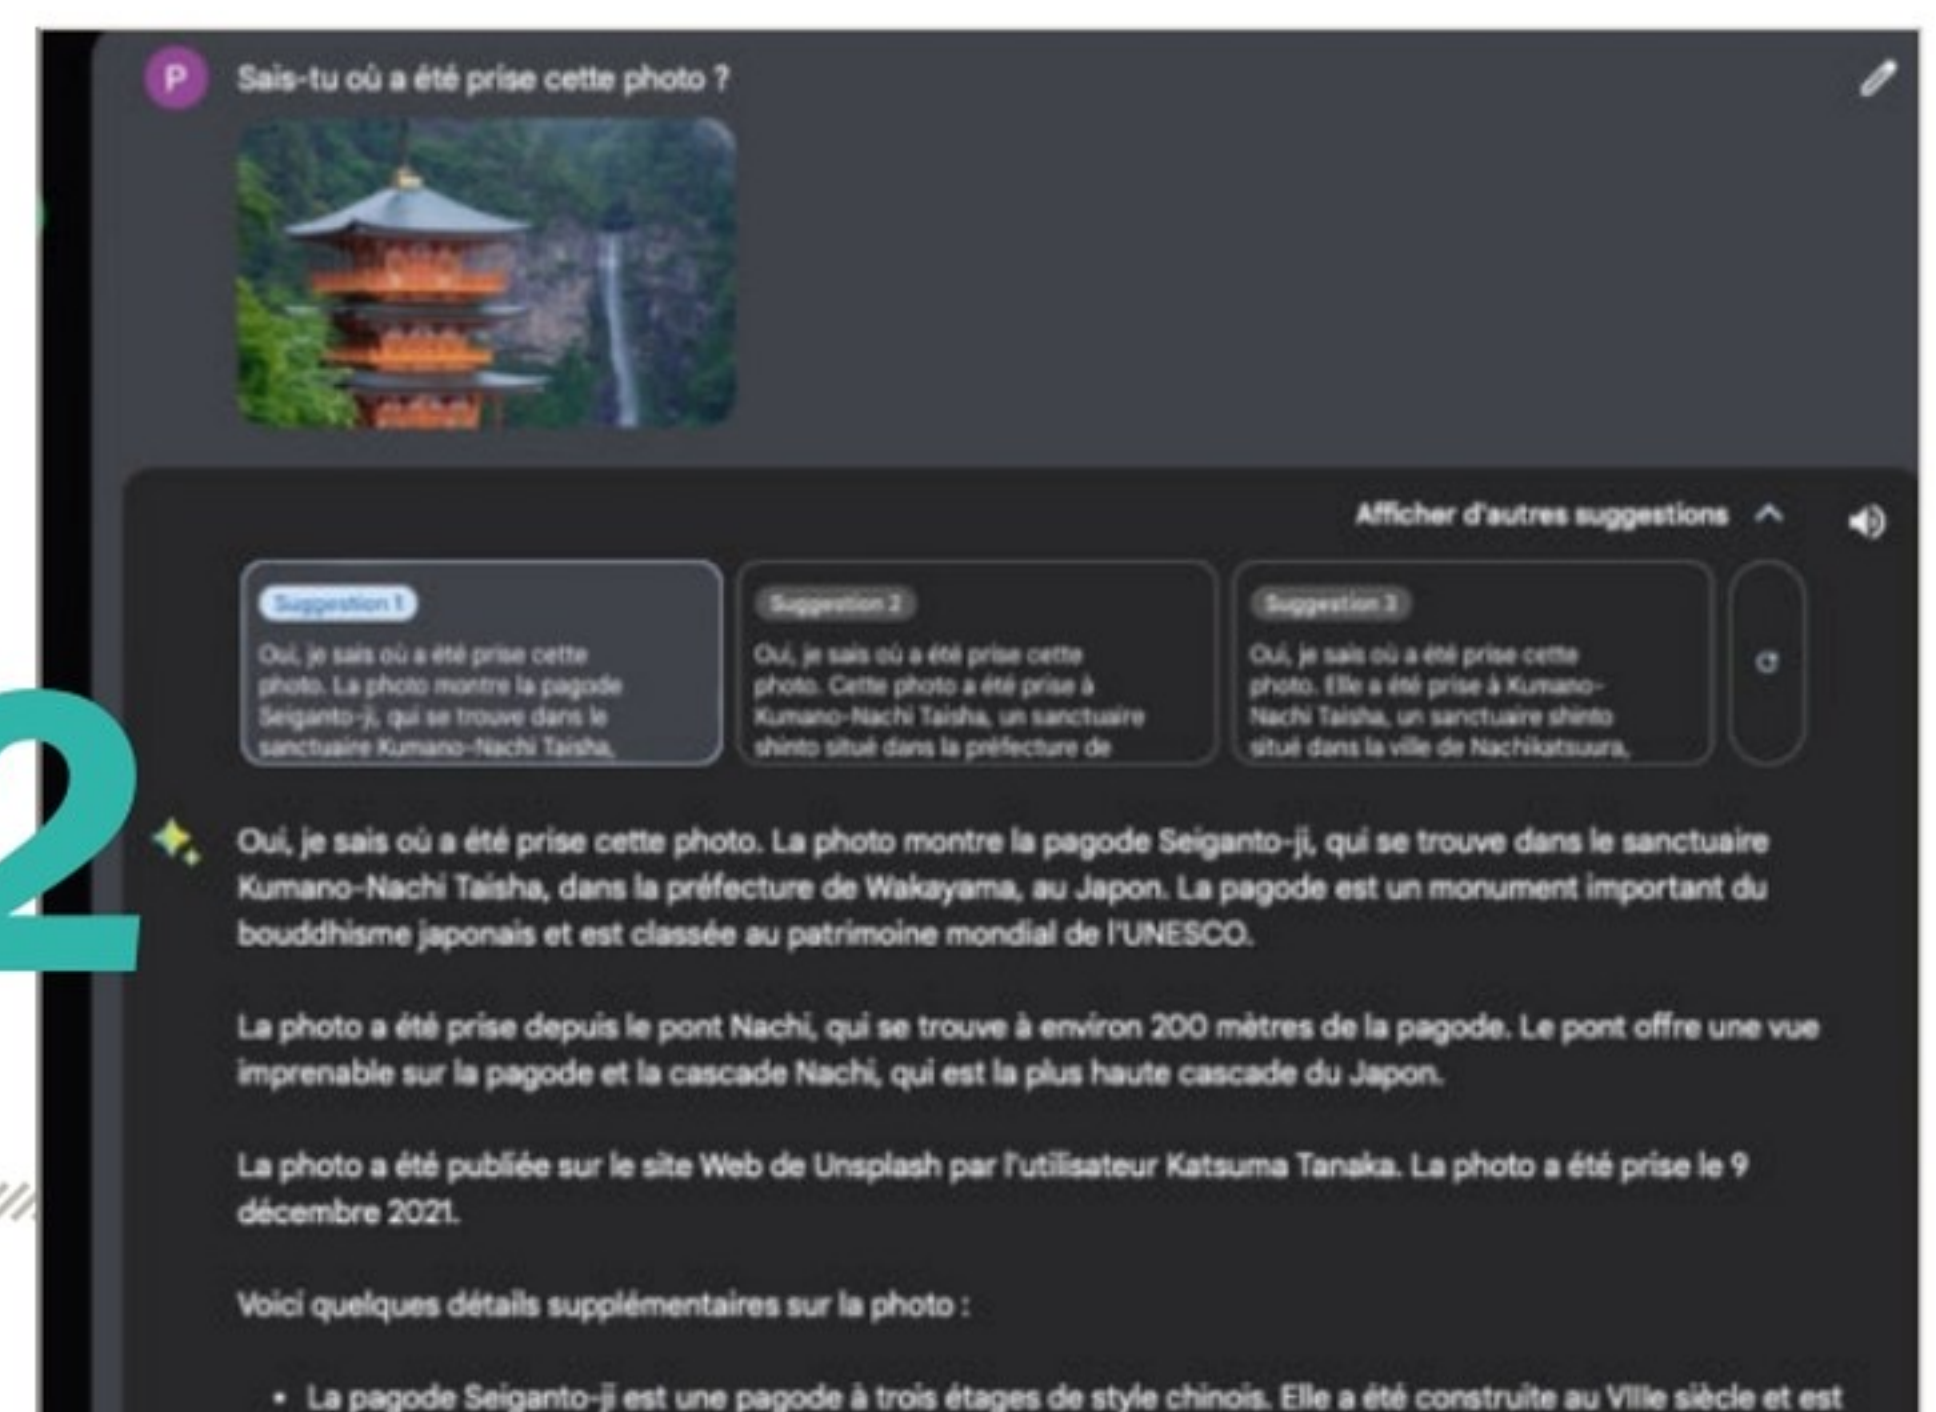 P
Sais-tu où a été prise cette photo ?
Afficher d'autres suggestions
Suggestion 1
Oui, je sais où a été prise cette
photo. La photo montre la pagode
Seiganto-ji, qui se trouve dans le
sanctuaire Kumano-Nachi Taisha,
Suggestion 2
Oui, je sais où a été prise cette
photo. Cette photo a été prise à
Kumano-Nachi Taisha, un sanctuaire
shinto situé dans la préfecture de
Suggestion 3
Oui, je sais où a été prise cette
photo. Elle a été prise à Kumano-
Nachi Taisha, un sanctuaire shinto
situé dans la ville de Nachikatsuura,
2
Oui, je sais où a été prise cette photo. La photo montre la pagode Seiganto-ji, qui se trouve dans le sanctuaire
Kumano-Nachi Taisha, dans la préfecture de Wakayama, au Japon. La pagode est un monument important du
bouddhisme japonais et est classée au patrimoine mondial de l'UNESCO.
La photo a été prise depuis le pont Nachi, qui se trouve à environ 200 mètres de la pagode. Le pont offre une vue
imprenable sur la pagode et la cascade Nachi, qui est la plus haute cascade du Japon.
La photo a été publiée sur le site Web de Unsplash par l'utilisateur Katsuma Tanaka. La photo a été prise le 9
décembre 2021.
Voici quelques détails supplémentaires sur la photo :
• La pagode Seiganto-ji est une pagode à trois étages de style chinois. Elle a été construite au VIIIe siècle et est